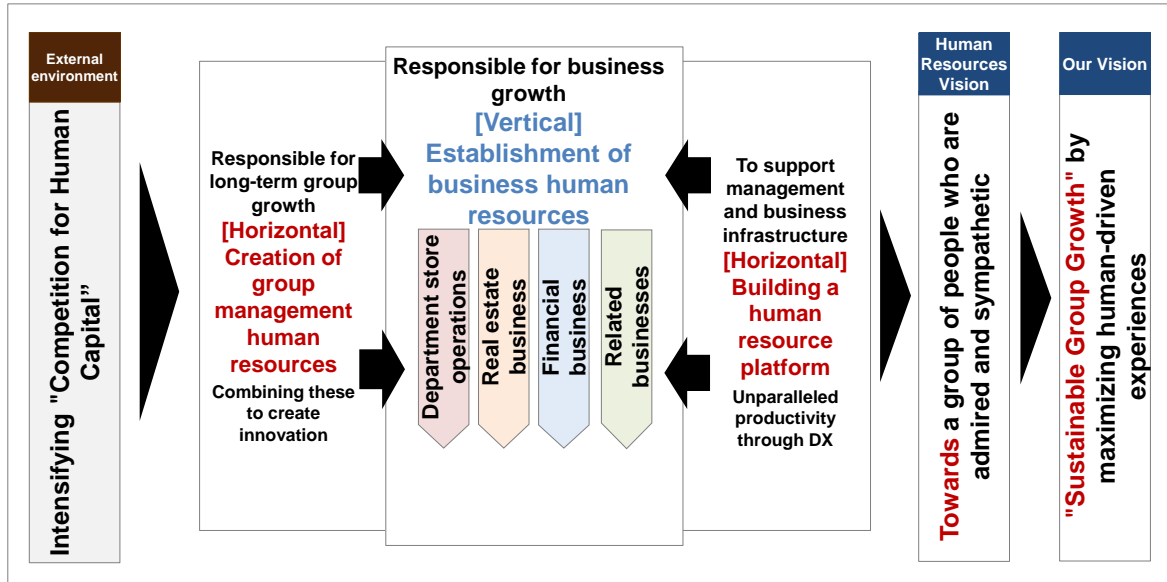 External
environment
Intensifying "Competition for Human
Capital”
Responsible for
long-term group
growth
[Horizontal]
Creation of
group
management
human
resources
Combining these
to create
innovation
Responsible for business
growth
[Vertical]
Establishment of
business human
resources
Department store
operations
Real estate
business
Financial
business
Related
businesses
To support
management
and business
infrastructure
[Horizontal]
Building a
human
resource
platform
Unparalleled
productivity
through DX
Human
Resources
Vision
Towards a group of people who are
admired and sympathetic
Our Vision
"Sustainable Group Growth" by
maximizing human-driven
experiences